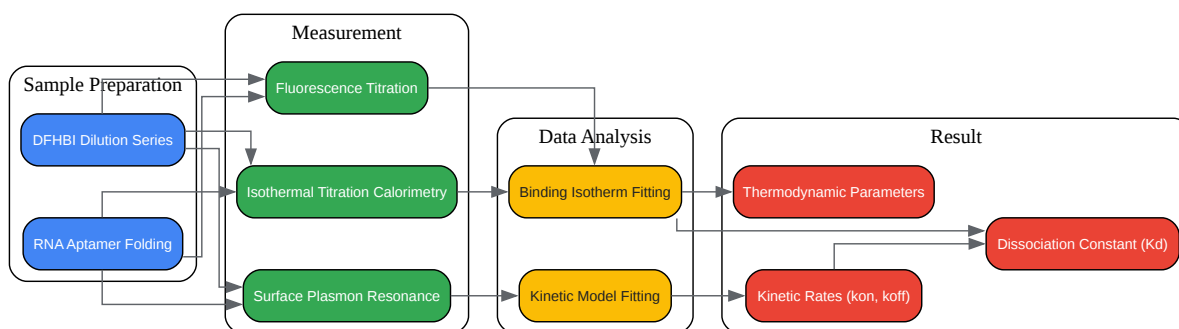 Sample Preparation
DFHBI Dilution Series
RNA Aptamer Folding
Measurement
Fluorescence Titration
Isothermal Titration Calorimetry
Surface Plasmon Resonance
Data Analysis
Binding Isotherm Fitting
Kinetic Model Fitting
Result
Thermodynamic Parameters
Dissociation Constant (Kd)
Kinetic Rates (kon, koff)